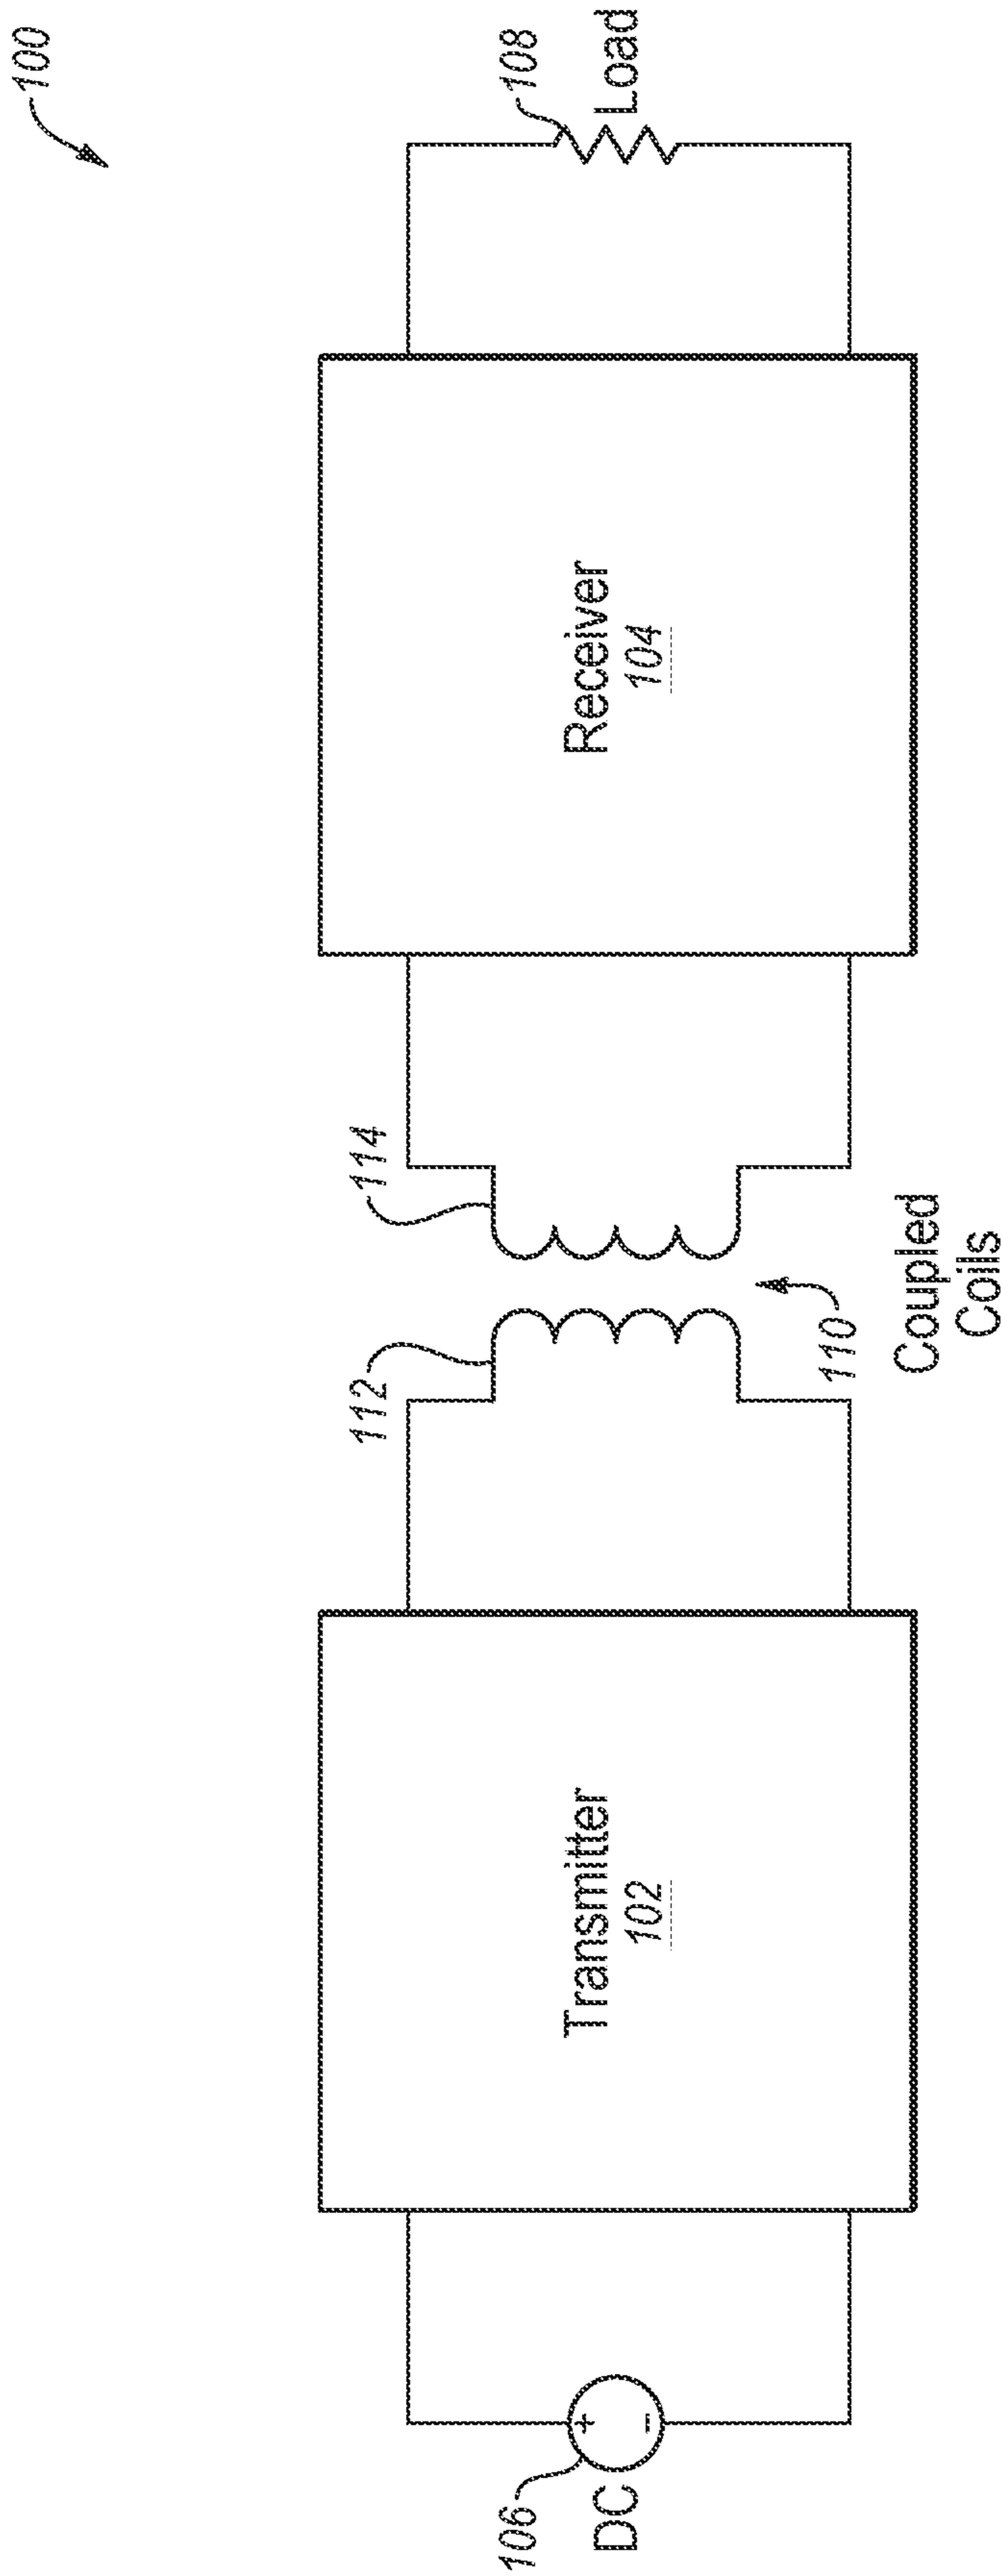 100
106
DC
Transmitter
102
112
114
110
Coupled
Coils
Receiver
104
108
Load